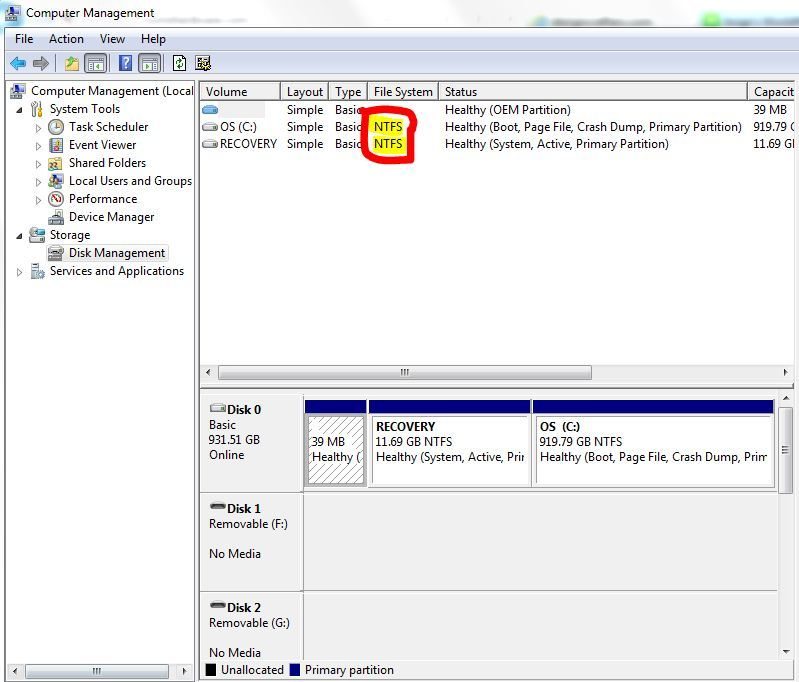 Computer Management
File Action View Help
Computer Management (Local
System Tools
Task Scheduler
Event Viewer
Shared Folders
Local Users and Groups
Performance
Device Manager
Storage
Disk Management
Services and Applications
Volume Layout Type File System Status Capacit
Simple Basic Healthy (OEM Partition) 39 MB
OS (C:) Simple Basic NTFS Healthy (Boot, Page File, Crash Dump, Primary Partition) 919.79 G
RECOVERY Simple Basic NTFS Healthy (System, Active, Primary Partition) 11.69 GB
Disk 0
Basic
931.51 GB
Online
39 MB
Healthy (
RECOVERY
11.69 GB NTFS
Healthy (System, Active, Prir
OS (C:)
919.79 GB NTFS
Healthy (Boot, Page File, Crash Dump, Prim
Disk 1
Removable (F:)
No Media
Disk 2
Removable (G:)
No Media
Unallocated Primary partition